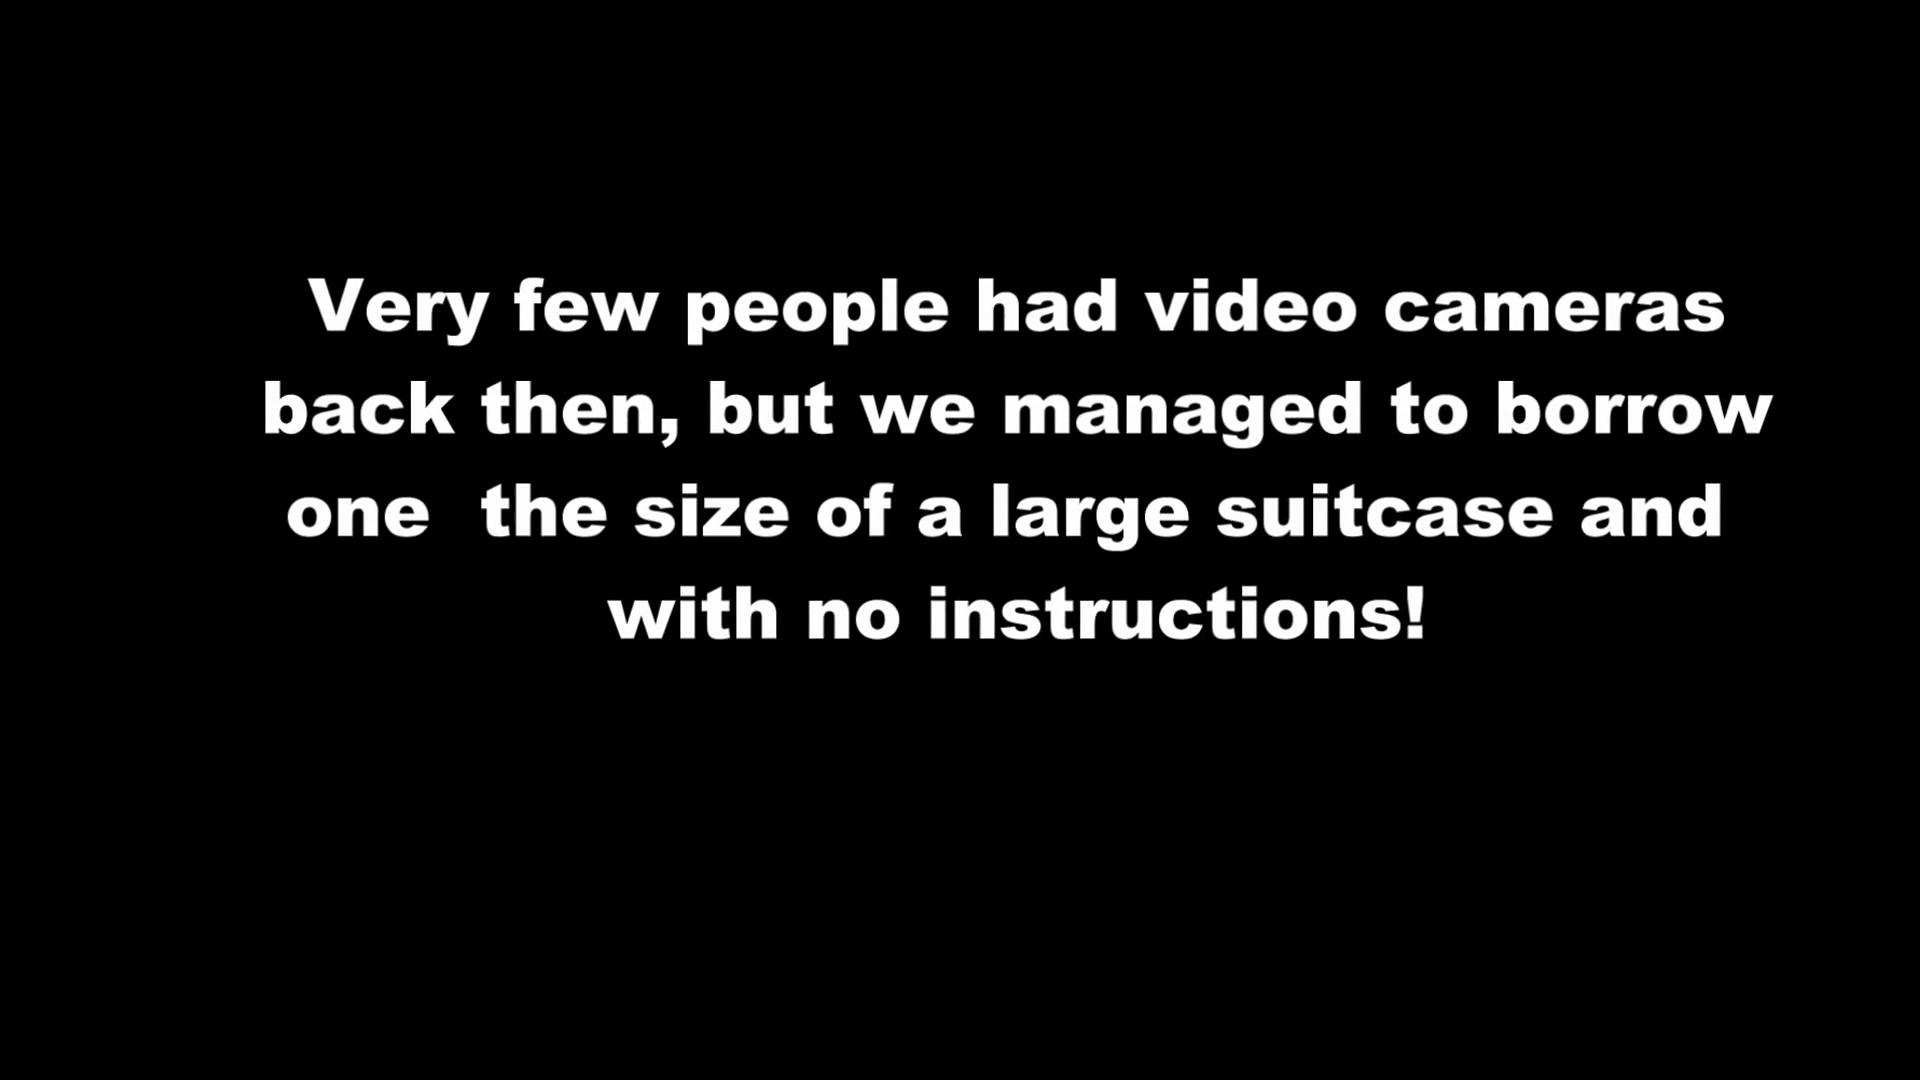 Very few people had video cameras
back then, but we managed to borrow
one  the size of a large suitcase and
with no instructions!